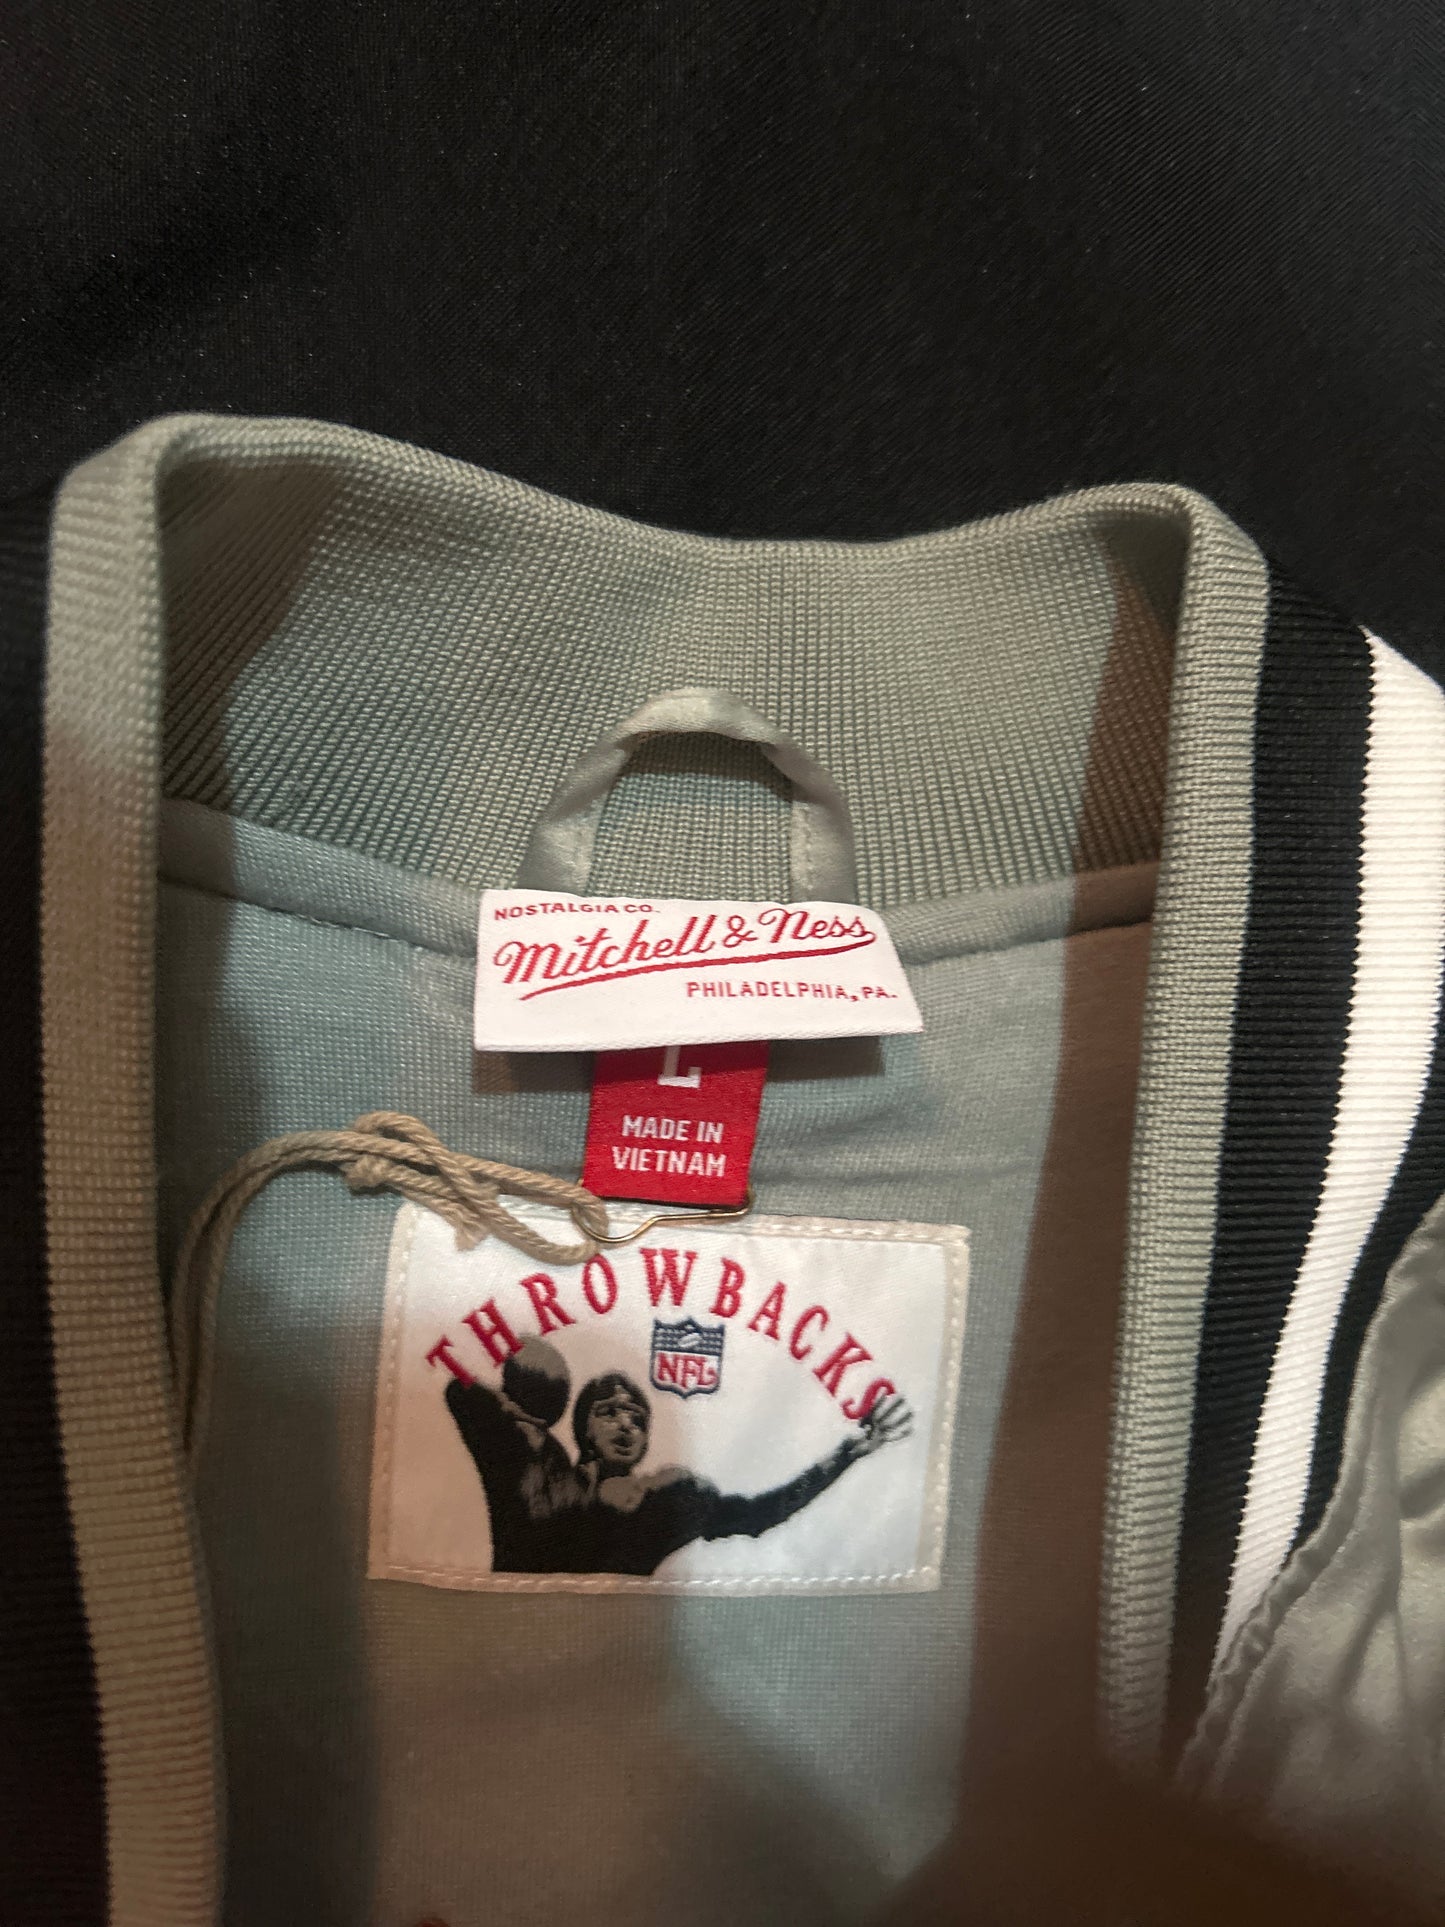 NOSTALGIA CO.
Mitchell & Ness
PHILADELPHIA, PA.
L
MADE IN
VIETNAM
THROWBACKS
NFL